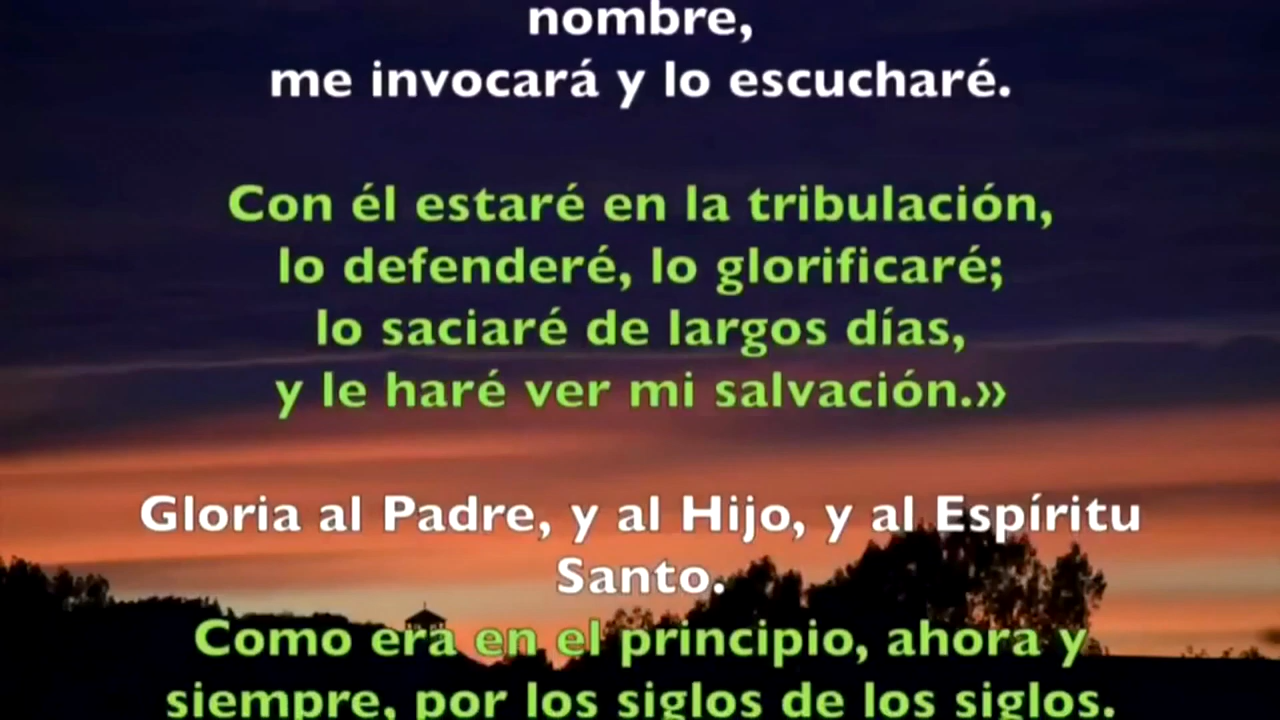 nombre,
me invocará y lo escucharé.
Con él estaré en la tribulación,
lo defenderé, lo glorificaré;
lo saciaré de largos días,
y le haré ver mi salvación.»
Gloria al Padre, y al Hijo, y al Espíritu
Santo.
Como era en el principio, ahora y
siempre, por los siglos de los siglos.